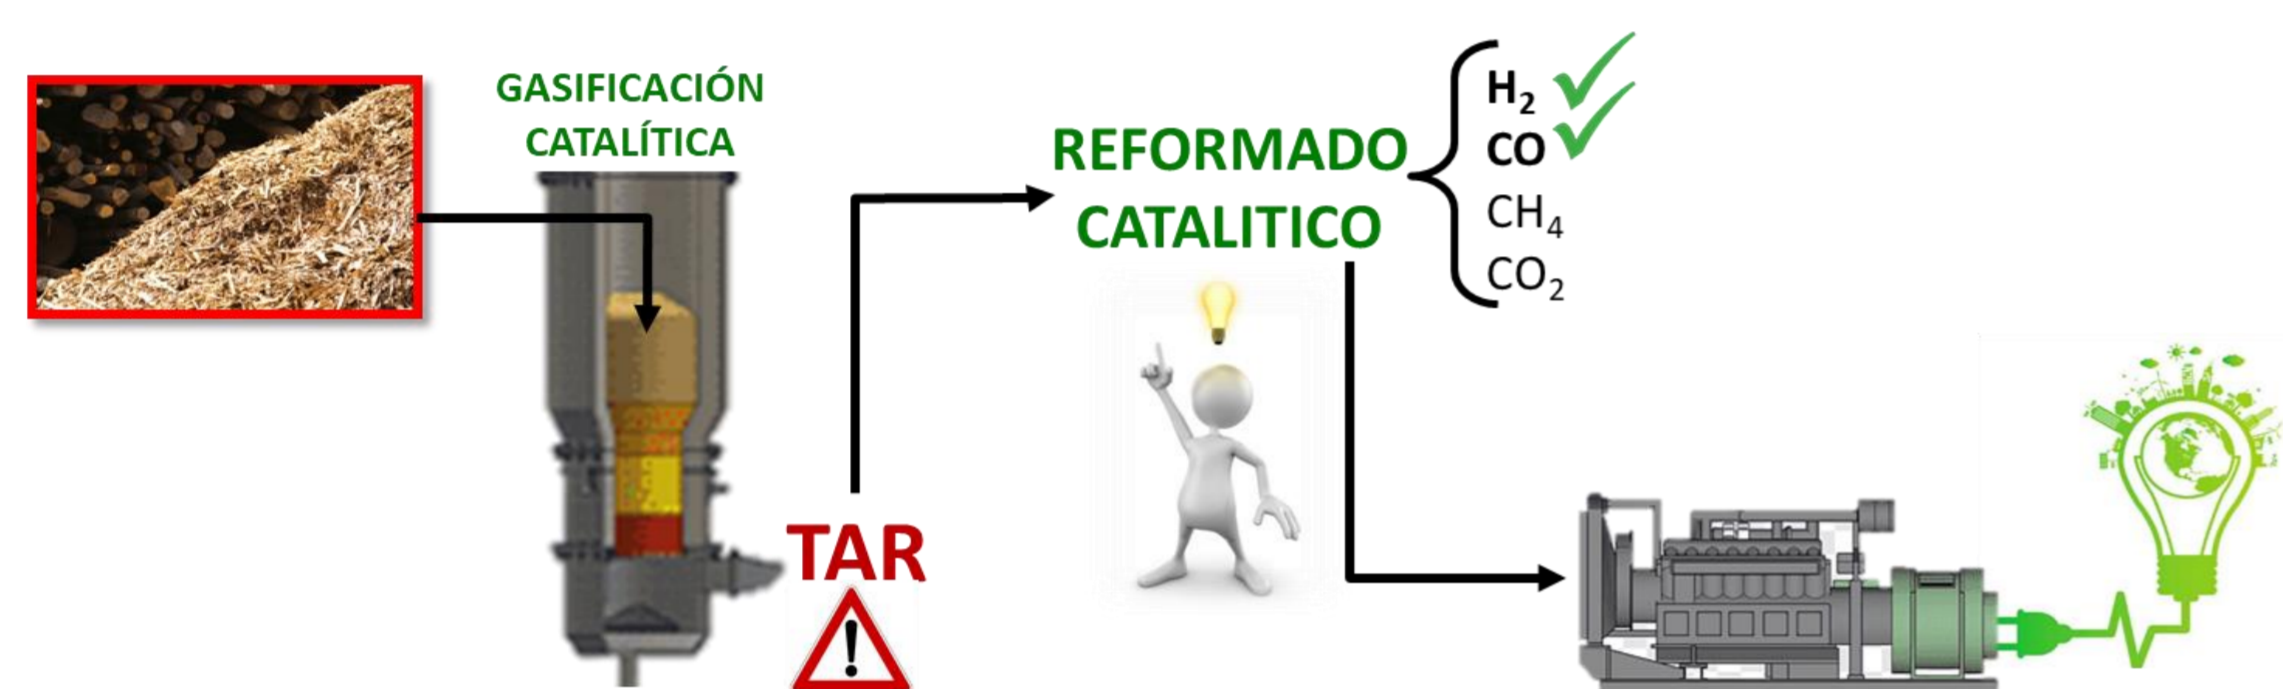 GASIFICACIÓN
CATALÍTICA
TAR
REFORMADO
CATALITICO
H₂
CO
CH₄
CO₂